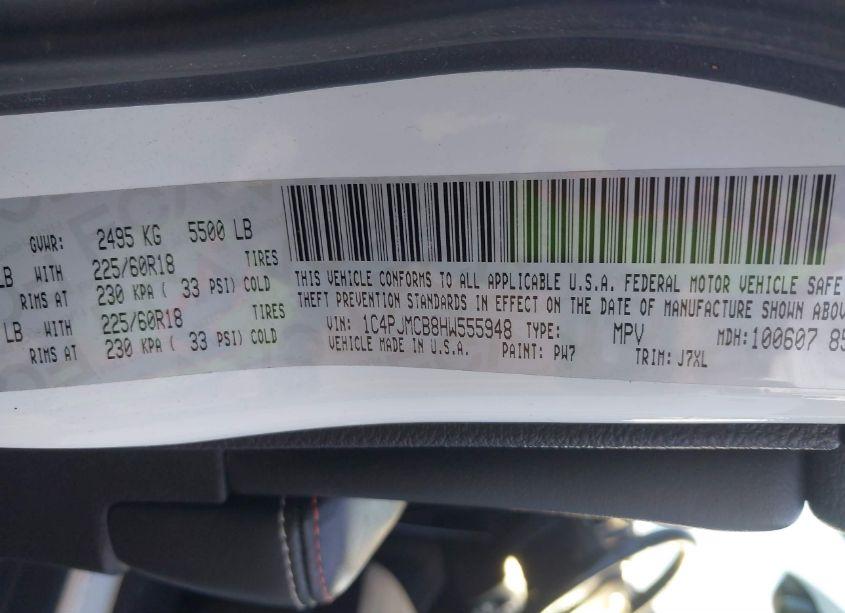 GVWR: 2495 KG 5500 LB
LB WITH 225/60R18 TIRES
RIMS AT 230 KPA ( 33 PSI) COLD
LB WITH 225/60R18 TIRES
RIMS AT 230 KPA ( 33 PSI) COLD
THIS VEHICLE CONFORMS TO ALL APPLICABLE U.S.A. FEDERAL MOTOR VEHICLE SAFE
THEFT PREVENTION STANDARDS IN EFFECT ON THE DATE OF MANUFACTURE SHOWN ABOV
VIN: 1C4PJMCB8HW555948 TYPE: MPV MDH:100607 85
VEHICLE MADE IN U.S.A. PAINT: PW7 TRIM: J7XL